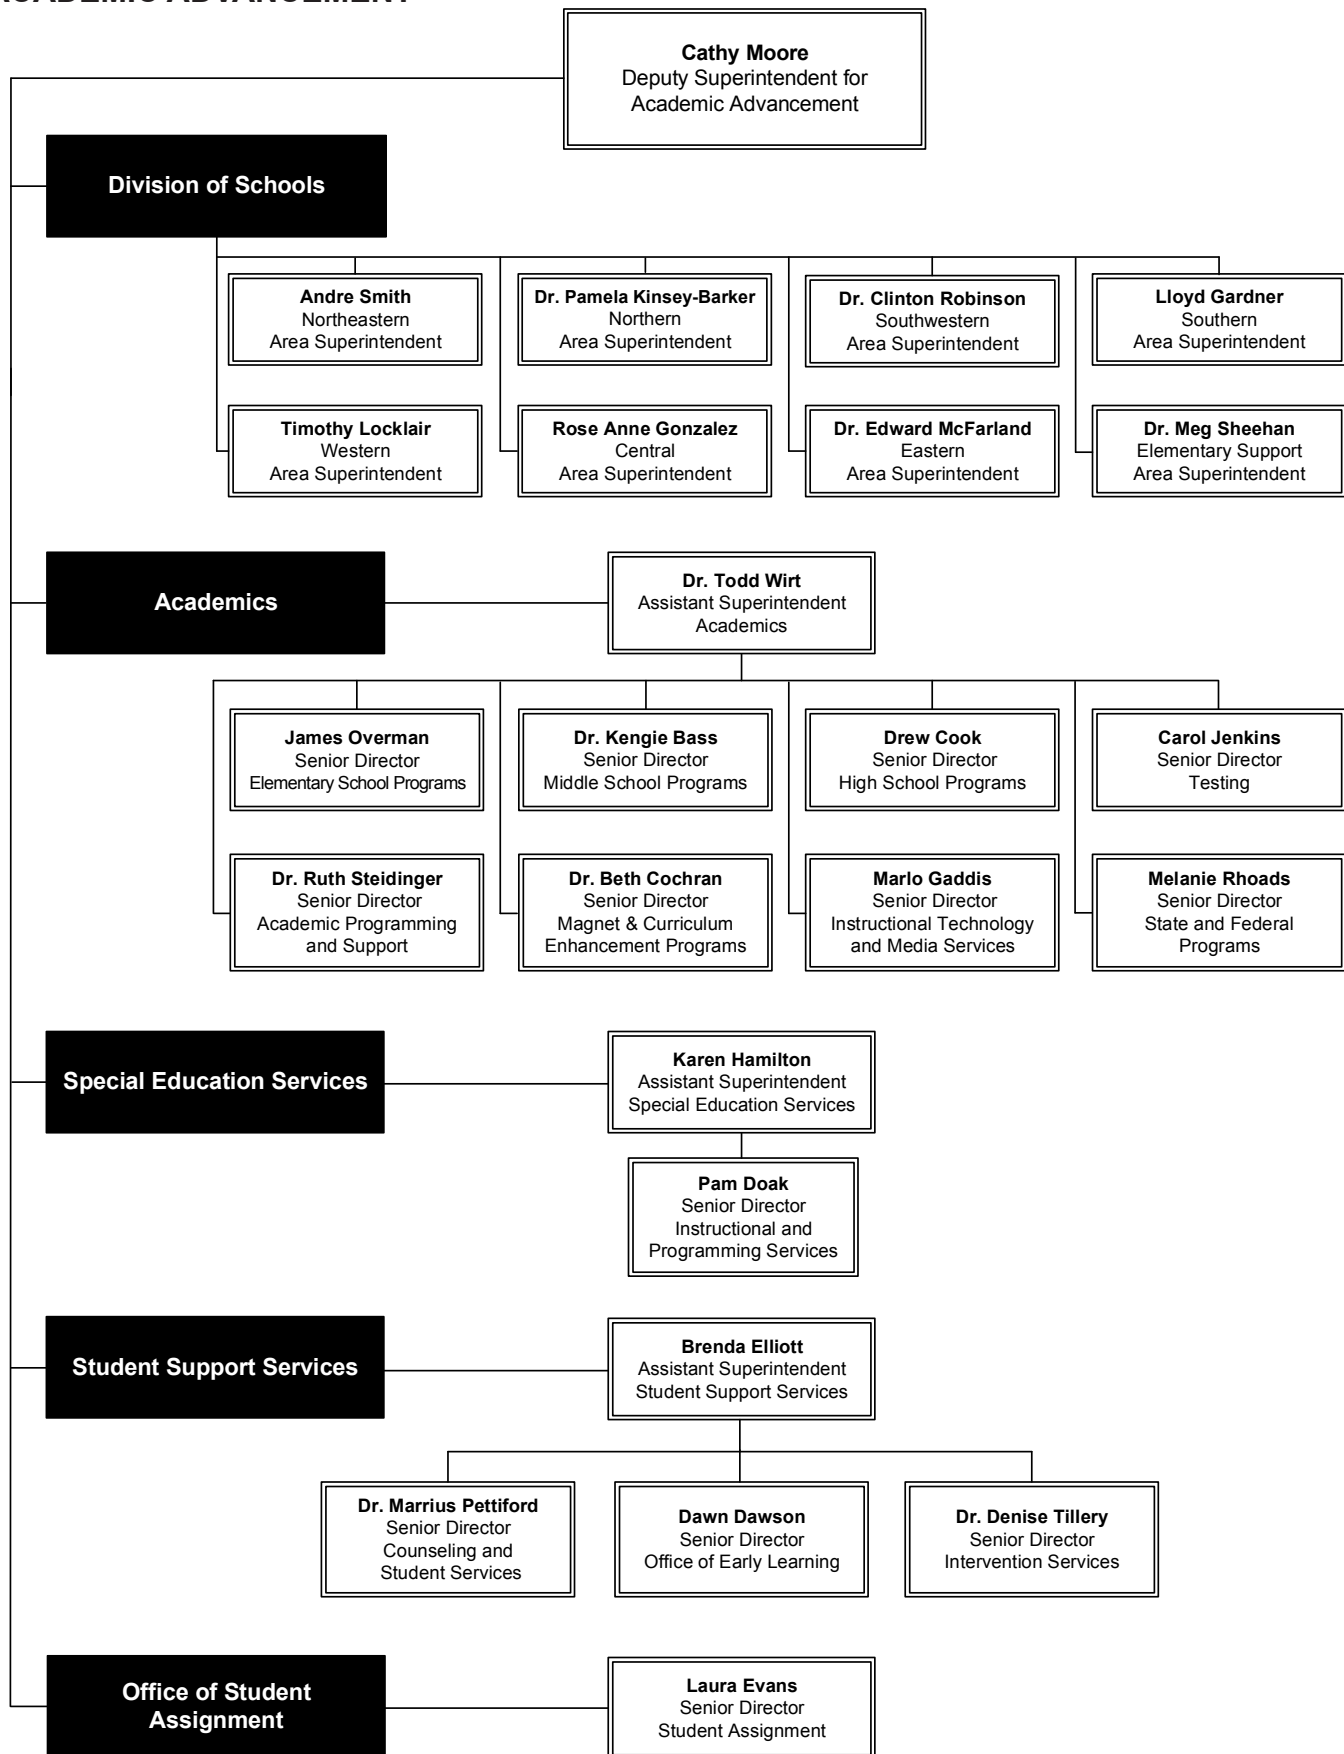 ACADEMIC ADVANCEMENT
Cathy Moore
Deputy Superintendent for
Academic Advancement
Division of Schools
Andre Smith
Northeastern
Area Superintendent
Dr. Pamela Kinsey-Barker
Northern
Area Superintendent
Dr. Clinton Robinson
Southwestern
Area Superintendent
Lloyd Gardner
Southern
Area Superintendent
Timothy Locklair
Western
Area Superintendent
Rose Anne Gonzalez
Central
Area Superintendent
Dr. Edward McFarland
Eastern
Area Superintendent
Dr. Meg Sheehan
Elementary Support
Area Superintendent
Academics
Dr. Todd Wirt
Assistant Superintendent
Academics
James Overman
Senior Director
Elementary School Programs
Dr. Kengie Bass
Senior Director
Middle School Programs
Drew Cook
Senior Director
High School Programs
Carol Jenkins
Senior Director
Testing
Dr. Ruth Steidinger
Senior Director
Academic Programming
and Support
Dr. Beth Cochran
Senior Director
Magnet & Curriculum
Enhancement Programs
Marlo Gaddis
Senior Director
Instructional Technology
and Media Services
Melanie Rhoads
Senior Director
State and Federal
Programs
Special Education Services
Karen Hamilton
Assistant Superintendent
Special Education Services
Pam Doak
Senior Director
Instructional and
Programming Services
Student Support Services
Brenda Elliott
Assistant Superintendent
Student Support Services
Dr. Marrius Pettiford
Senior Director
Counseling and
Student Services
Dawn Dawson
Senior Director
Office of Early Learning
Dr. Denise Tillery
Senior Director
Intervention Services
Office of Student
Assignment
Laura Evans
Senior Director
Student Assignment